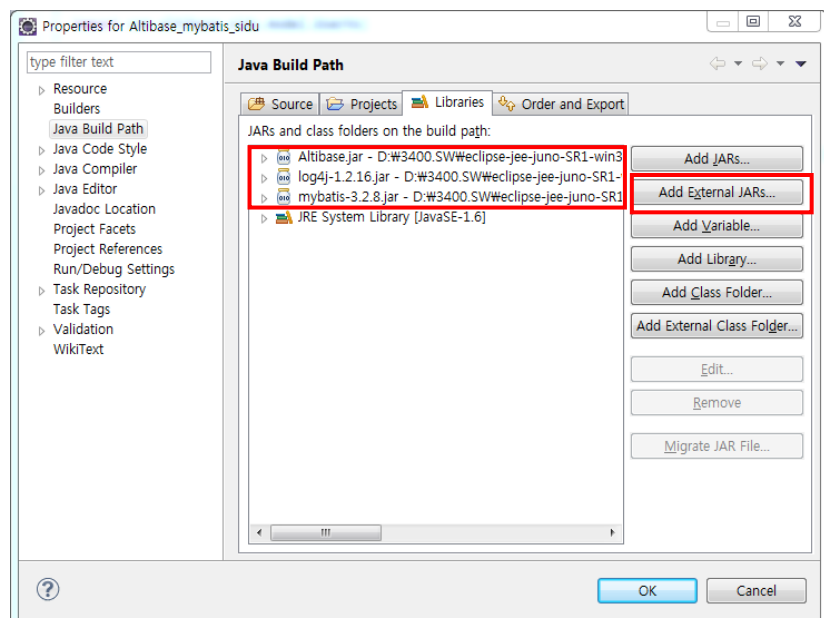 Properties for Altibase_mybatis_sidu
type filter text
Java Build Path
Resource
Builders
Java Build Path
Java Code Style
Java Compiler
Java Editor
Javadoc Location
Project Facets
Project References
Run/Debug Settings
Task Repository
Task Tags
Validation
WikiText
Source
Projects
Libraries
Order and Export
JARs and class folders on the build path:
Altibase.jar - D:₩3400.SW₩eclipse-jee-juno-SR1-win3
log4j-1.2.16.jar - D:₩3400.SW₩eclipse-jee-juno-SR1-
mybatis-3.2.8.jar - D:₩3400.SW₩eclipse-jee-juno-SR1
JRE System Library [JavaSE-1.6]
Add JARs...
Add External JARs...
Add Variable...
Add Library...
Add Class Folder...
Add External Class Folder...
Edit...
Remove
Migrate JAR File...
OK
Cancel